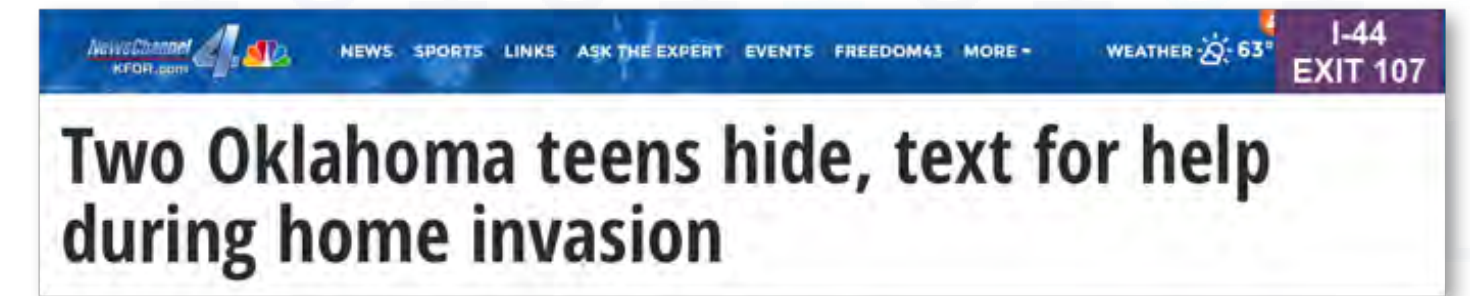 NewsChannel 4
KFOR.com
NEWS SPORTS LINKS ASK THE EXPERT EVENTS FREEDOM43 MORE
WEATHER 63°
I-44
EXIT 107
Two Oklahoma teens hide, text for help
during home invasion